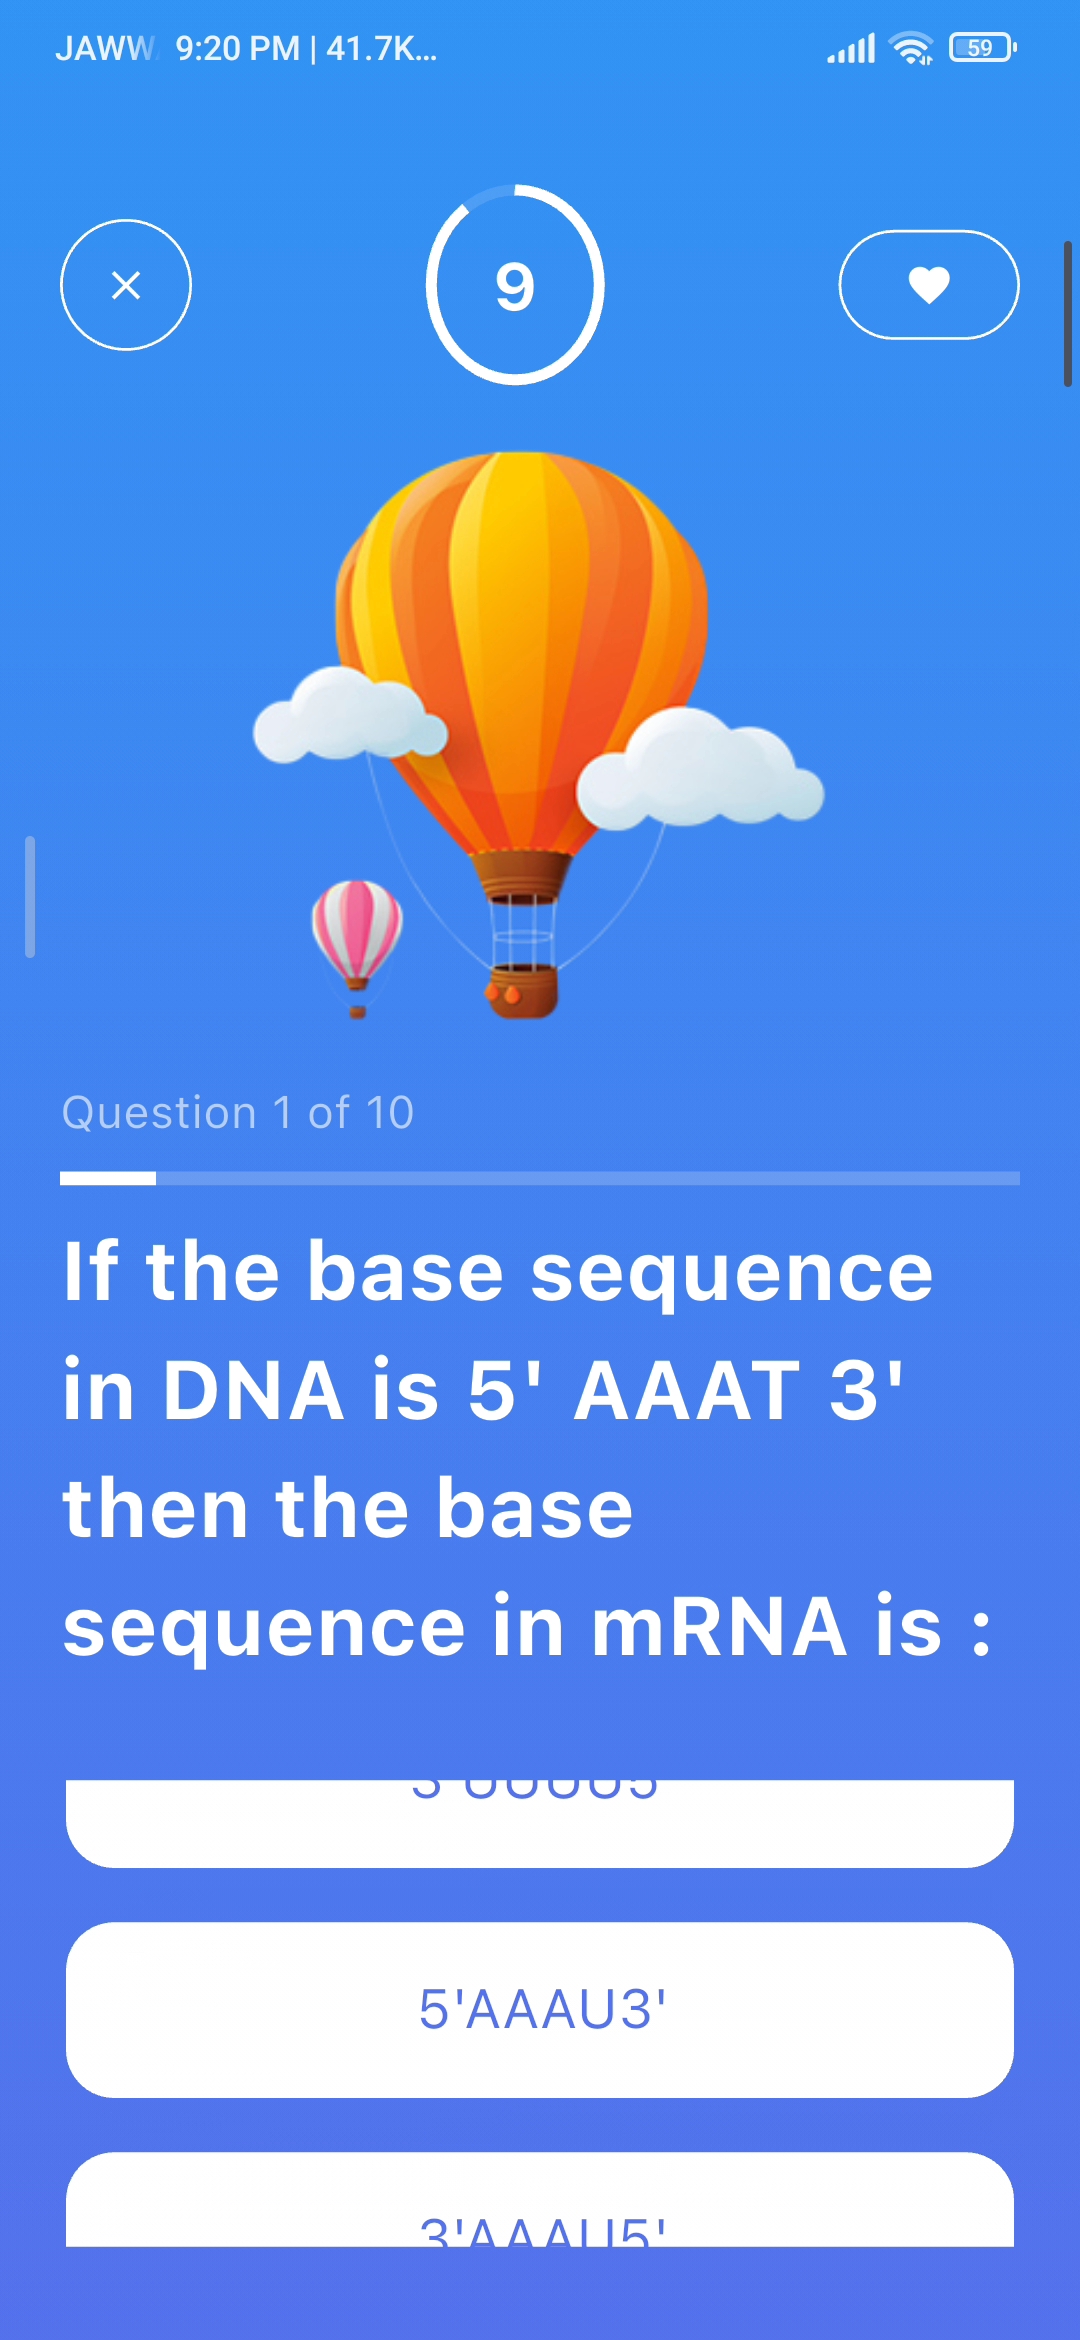 JAWW 9:20 PM | 41.7K... 59
9
Question 1 of 10
If the base sequence
in DNA is 5' AAAT 3'
then the base
sequence in mRNA is :
5'AAAU3'
3'AAAU5'